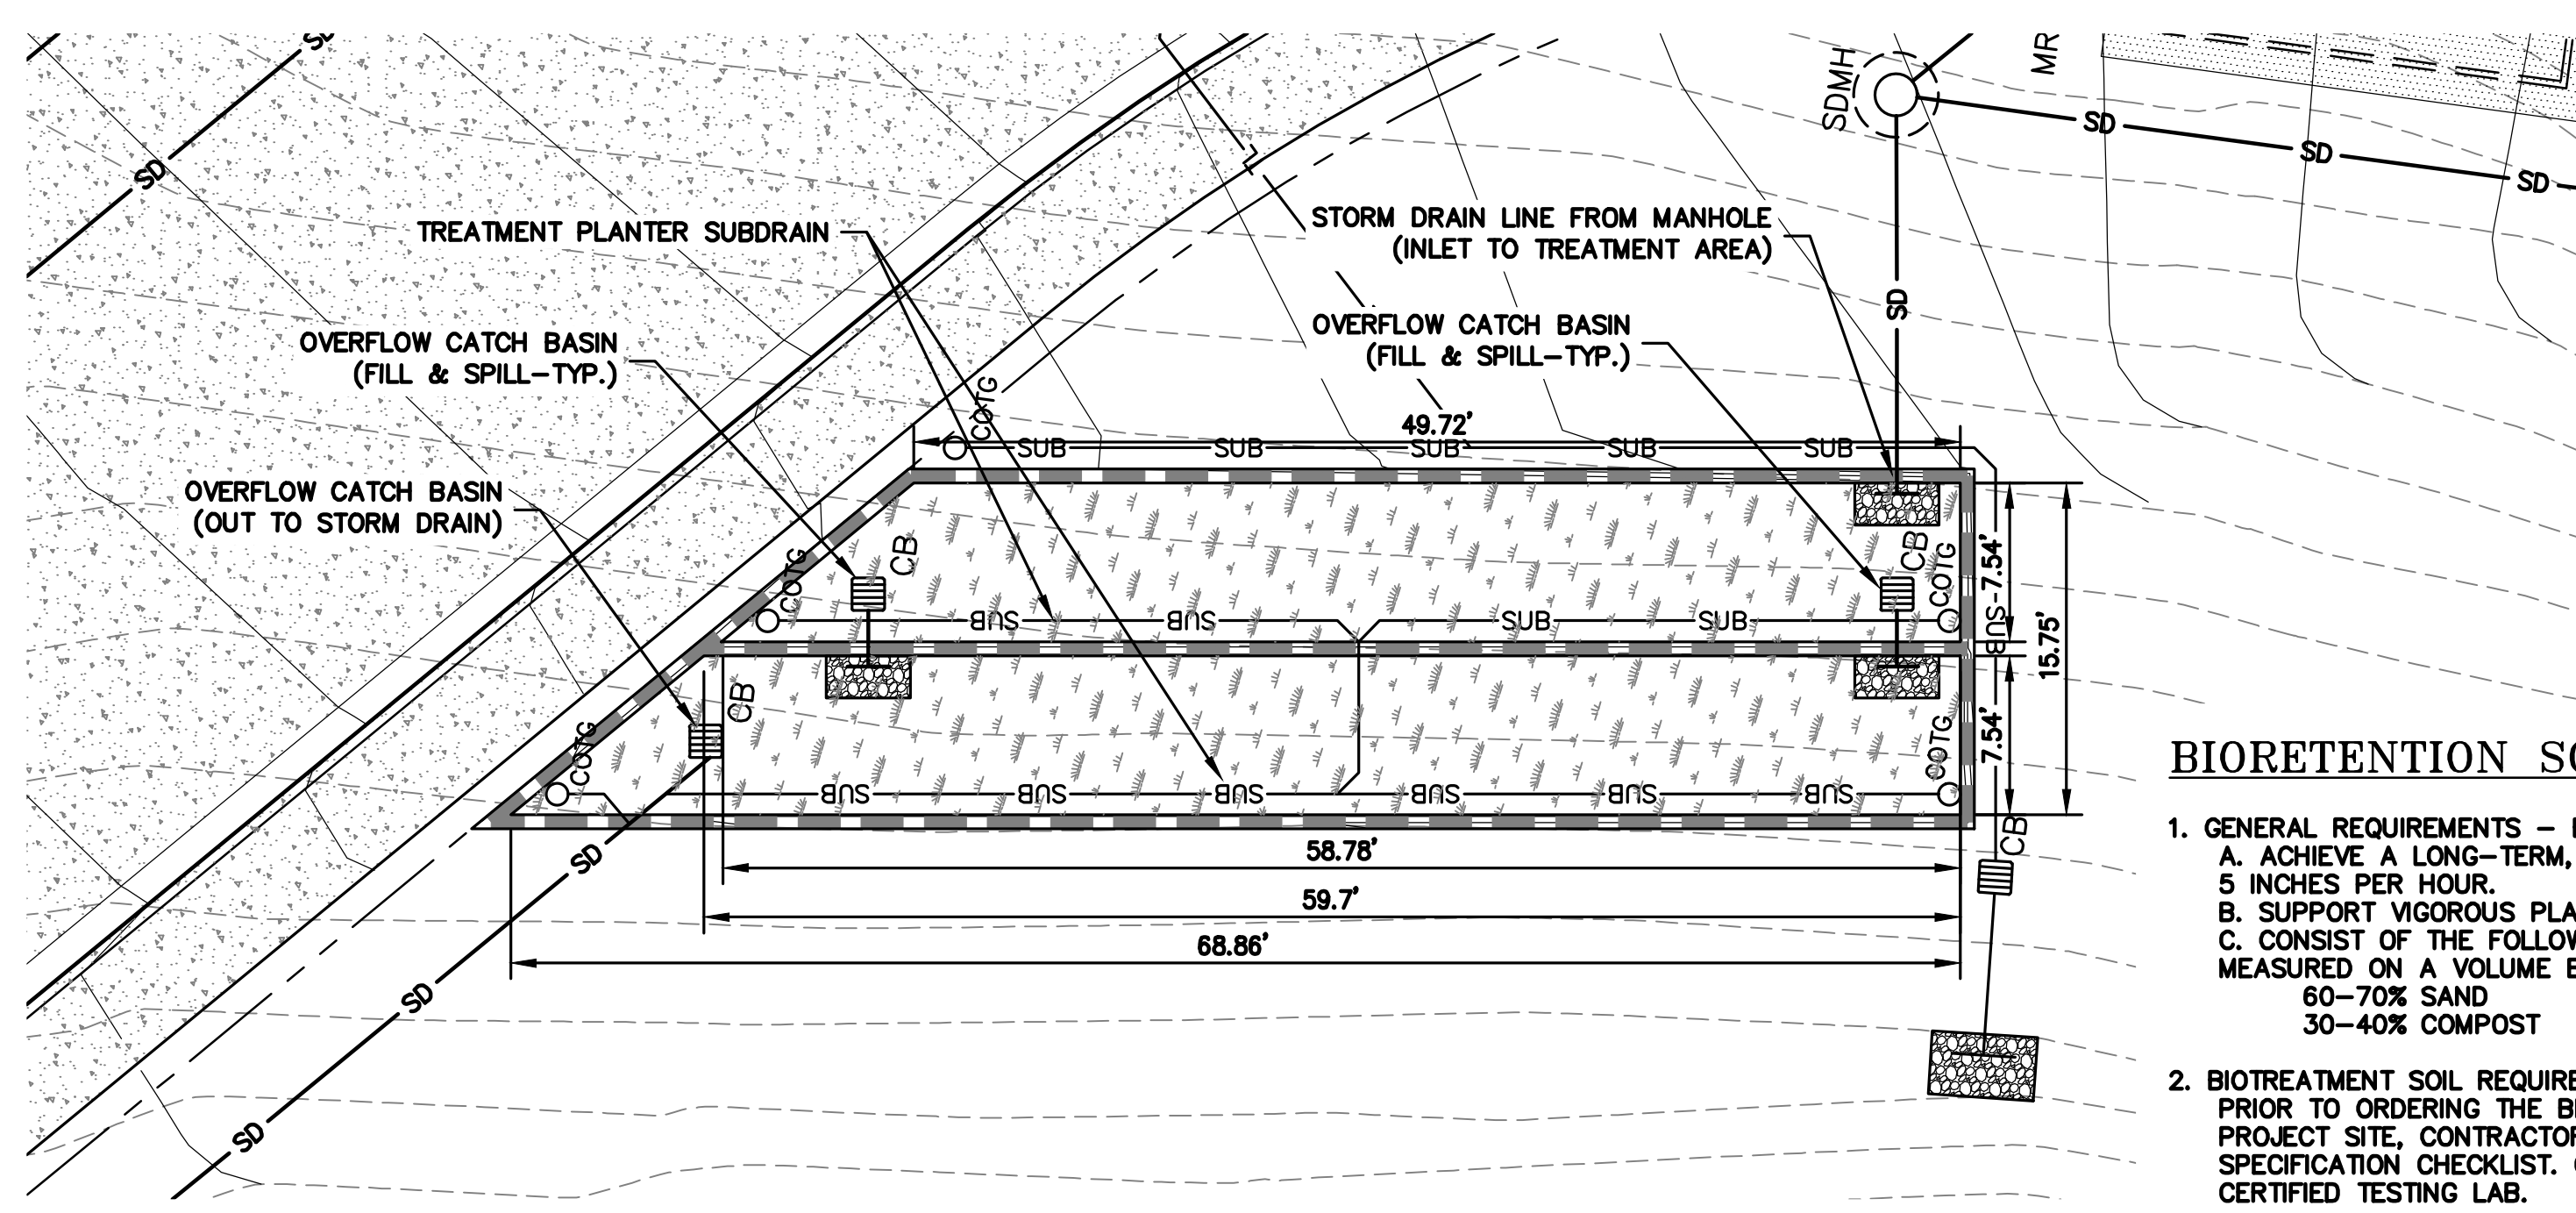 SD
SD
SDMH
MR
SD
SD
SD
TREATMENT PLANTER SUBDRAIN
STORM DRAIN LINE FROM MANHOLE
(INLET TO TREATMENT AREA)
SD
OVERFLOW CATCH BASIN
(FILL & SPILL-TYP.)
OVERFLOW CATCH BASIN
(FILL & SPILL-TYP.)
COTG
49.72'
SUB SUB SUB SUB SUB
OVERFLOW CATCH BASIN
(OUT TO STORM DRAIN)
CB
CB
COTG
COTG
7.54'
SUB
15.75'
SUB SUB SUB SUB
CB
COTG
COTG
7.54'
SUB SUB SUB SUB SUB SUB
CB
SD
58.78'
59.7'
68.86'
SD
SD
BIORETENTION SO
1. GENERAL REQUIREMENTS -
A. ACHIEVE A LONG-TERM,
5 INCHES PER HOUR.
B. SUPPORT VIGOROUS PLA
C. CONSIST OF THE FOLLOW
MEASURED ON A VOLUME
60-70% SAND
30-40% COMPOST
2. BIOTREATMENT SOIL REQUIRE
PRIOR TO ORDERING THE B
PROJECT SITE, CONTRACTOR
SPECIFICATION CHECKLIST.
CERTIFIED TESTING LAB.